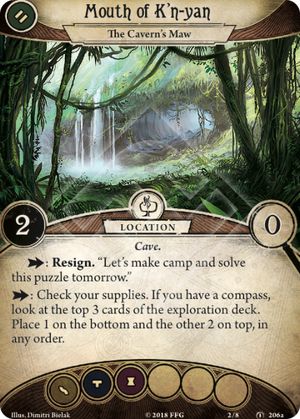 Mouth of K'n-yan
The Cavern's Maw
2
LOCATION
0
Cave.
: Resign. “Let's make camp and solve
this puzzle tomorrow.”
: Check your supplies. If you have a compass,
look at the top 3 cards of the exploration deck.
Place 1 on the bottom and the other 2 on top, in
any order.
Illus. Dimitri Bielak
© 2018 FFG
2/8
206a